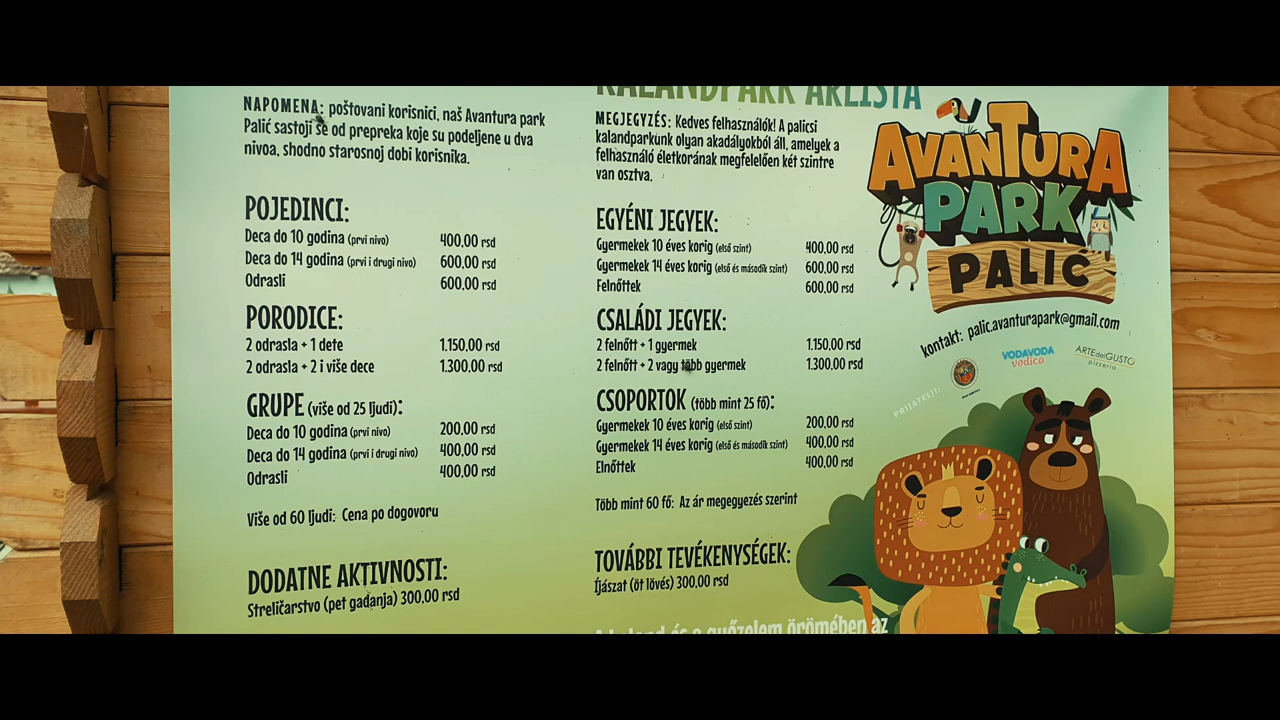 NAPOMENA: poštovani korisnici, naš Avantura park
Palić sastoji se od prepreka koje su podeljene u dva
nivoa, shodno starosnoj dobi korisnika.
POJEDINCI:
Deca do 10 godina (prvi nivo) 400,00 rsd
Deca do 14 godina (prvi i drugi nivo) 600,00 rsd
Odrasli 600,00 rsd
PORODICE:
2 odrasla + 1 dete 1.150,00 rsd
2 odrasla + 2 i više dece 1.300,00 rsd
GRUPE (više od 25 ljudi):
Deca do 10 godina (prvi nivo) 200,00 rsd
Deca do 14 godina (prvi i drugi nivo) 400,00 rsd
Odrasli 400,00 rsd
Više od 60 ljudi: Cena po dogovoru
DODATNE AKTIVNOSTI:
Streličarstvo (pet gađanja) 300,00 rsd
KALANDPARK ÁRLISTA
MEGJEGYZÉS: Kedves felhasználók! A palicsi
kalandparkunk olyan akadályokból áll, amelyek a
felhasználó életkorának megfelelően két szintre
van osztva.
EGYÉNI JEGYEK:
Gyermekek 10 éves korig (első szint) 400,00 rsd
Gyermekek 14 éves korig (első és második szint) 600,00 rsd
Felnőttek 600,00 rsd
CSALÁDI JEGYEK:
2 felnőtt + 1 gyermek 1.150,00 rsd
2 felnőtt + 2 vagy több gyermek 1.300,00 rsd
CSOPORTOK (több mint 25 fő):
Gyermekek 10 éves korig (első szint) 200,00 rsd
Gyermekek 14 éves korig (első és második szint) 400,00 rsd
Elnőttek 400,00 rsd
Több mint 60 fő: Az ár megegyezés szerint
TOVÁBBI TEVÉKENYSÉGEK:
Íjászat (öt lövés) 300,00 rsd
A kaland és a győzelem örömében az
AVANTURA
PARK
PALIĆ
kontakt: palic.avanturapark@gmail.com
PRIJATELJI:
VODAVODA
vodica
ARTE del GUSTO
pizzeria